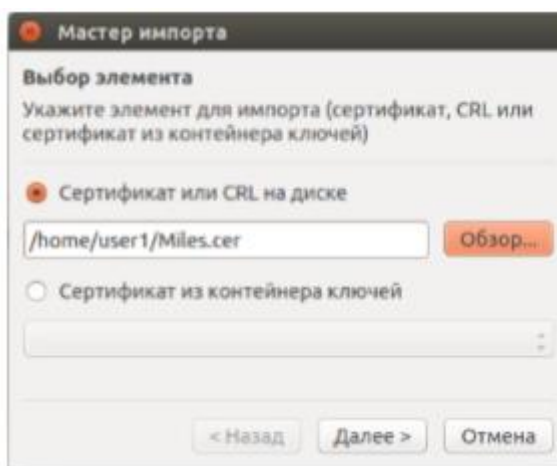 Мастер импорта
Выбор элемента
Укажите элемент для импорта (сертификат, CRL или
сертификат из контейнера ключей)
Сертификат или CRL на диске
/home/user1/Miles.cer
Обзор...
Сертификат из контейнера ключей
< Назад
Далее >
Отмена